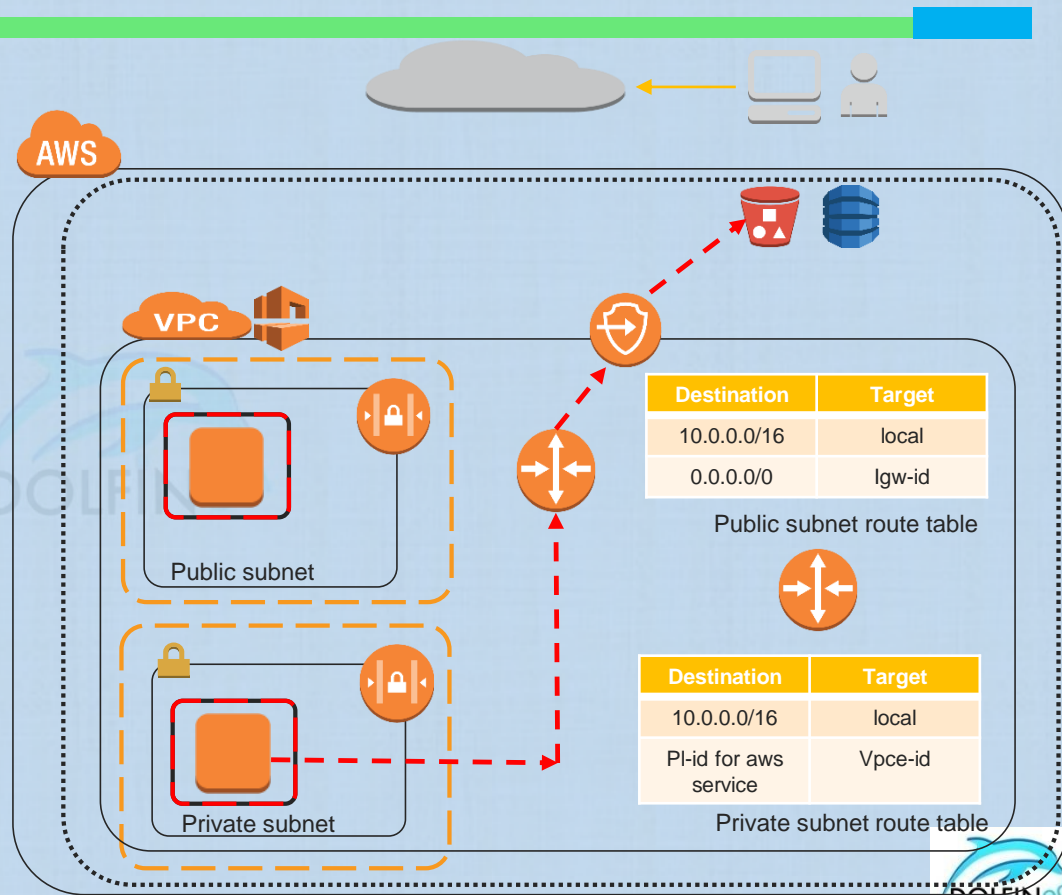 AWS
VPC
Destination Target
10.0.0.0/16 local
0.0.0.0/0 Igw-id
Public subnet route table
Public subnet
DOLFIN
Destination Target
10.0.0.0/16 local
Pl-id for aws
service
Vpce-id
Private subnet route table
Private subnet
DOLFIN